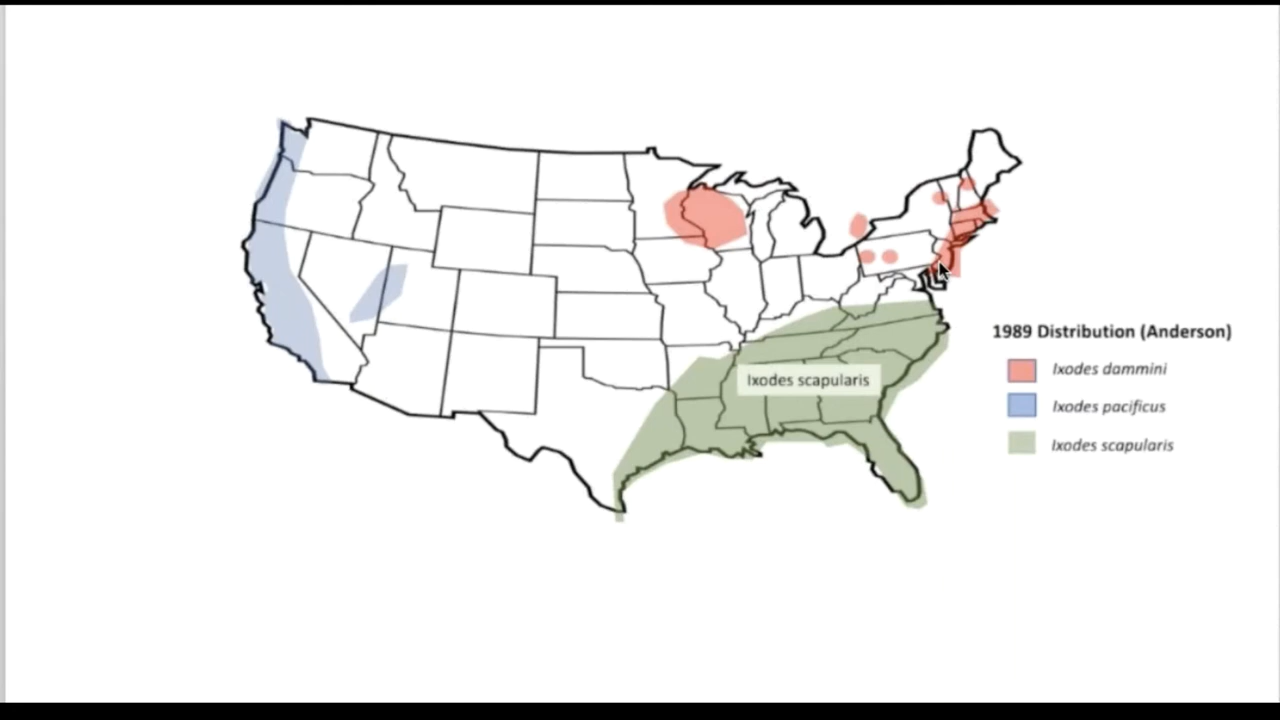 Ixodes scapularis
1989 Distribution (Anderson)
Ixodes dammini
Ixodes pacificus
Ixodes scapularis